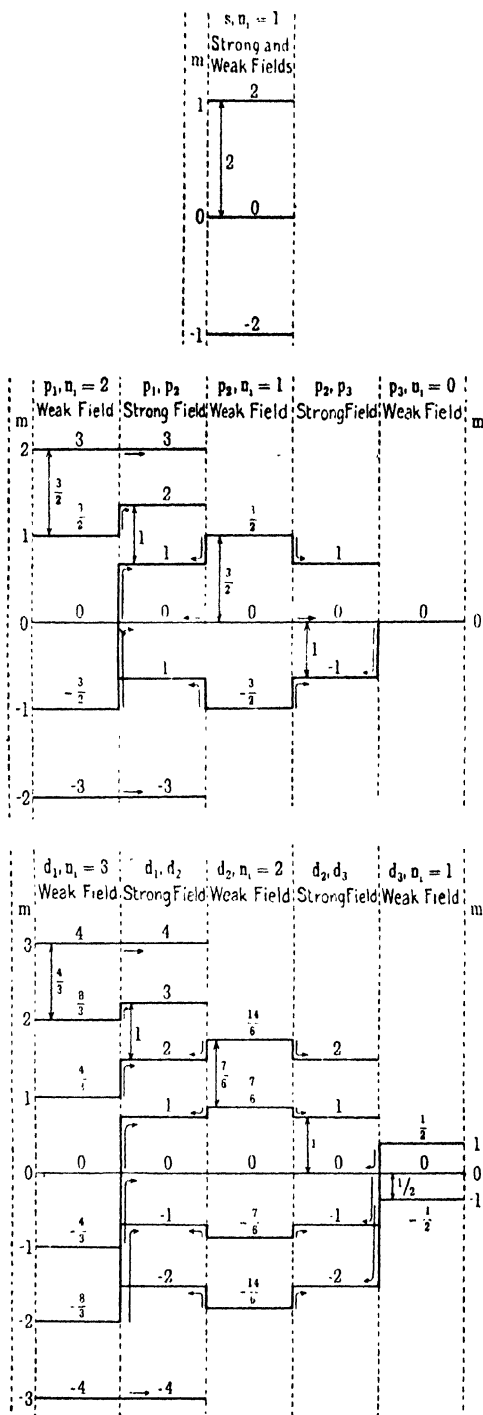 s, n₁ = 1
Strong and
m Weak Fields
1 2
2
0 0
-1 -2
p₁, n₁ = 2 p₁, p₂ p₂, n₁ = 1 p₂, p₃ p₃, n₁ = 0
Weak Field Strong Field Weak Field Strong Field Weak Field
m m
2 3 3
3/2 2
1 3/2 1 3/2 1
1 3/2
0 0 0 0 0 0 0
1
-3/2 1 -3/2 -1
-1
-2 -3 -3
d₁, n₁ = 3 d₁, d₂ d₂, n₁ = 2 d₂, d₃ d₃, n₁ = 1
Weak Field Strong Field Weak Field Strong Field Weak Field
m m
3 4 4
4/3
8/3 3
2 1 14/6
2 7/6 2
1 7 6
1 1 1 1/2 1
0 0 0 0 0 0
1/2 -1
-4/3 -1 -7/6 -1 -1/2
-1
-8/3 -2 -14/6 -2
-2
-3 -4 -4